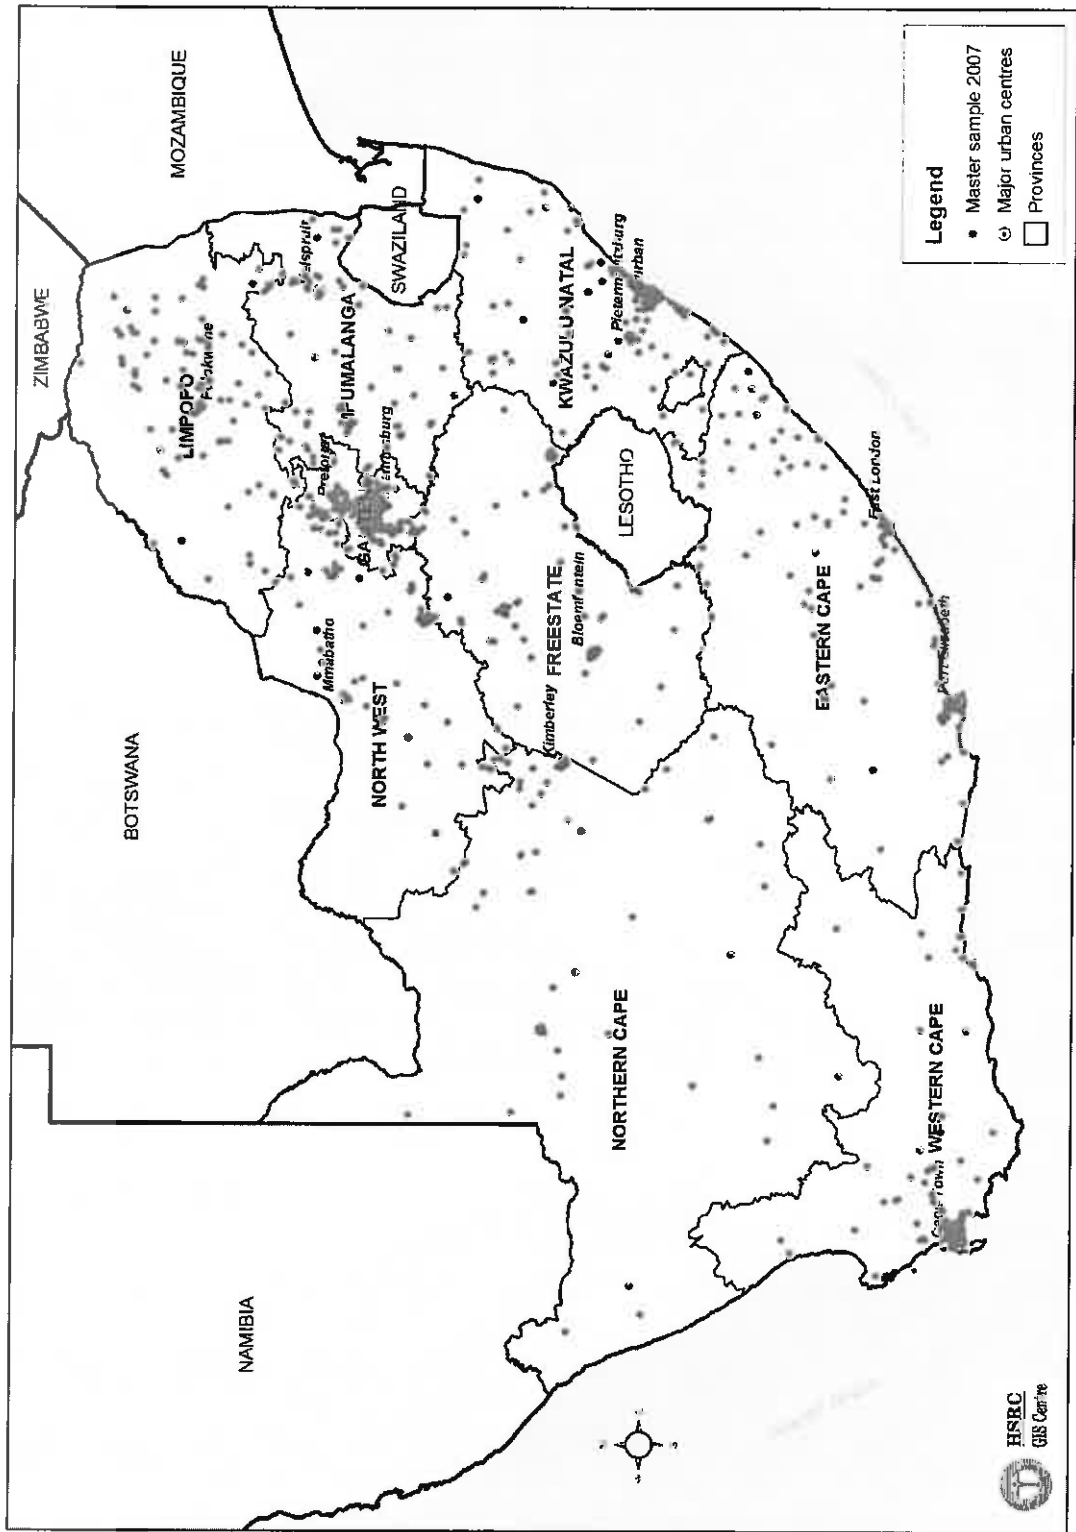 ZIMBABWE
MOZAMBIQUE
BOTSWANA
NAMIBIA
LIMPOPO
MPUMALANGA
SWAZILAND
NORTH WEST
Mmabatho
KWAZULU-NATAL
FREESTATE
Kimberley
Bloemfontein
LESOTHO
NORTHERN CAPE
EASTERN CAPE
East London
WESTERN CAPE
Legend
Master sample 2007
Major urban centres
Provinces
HSRC
GIS Centre